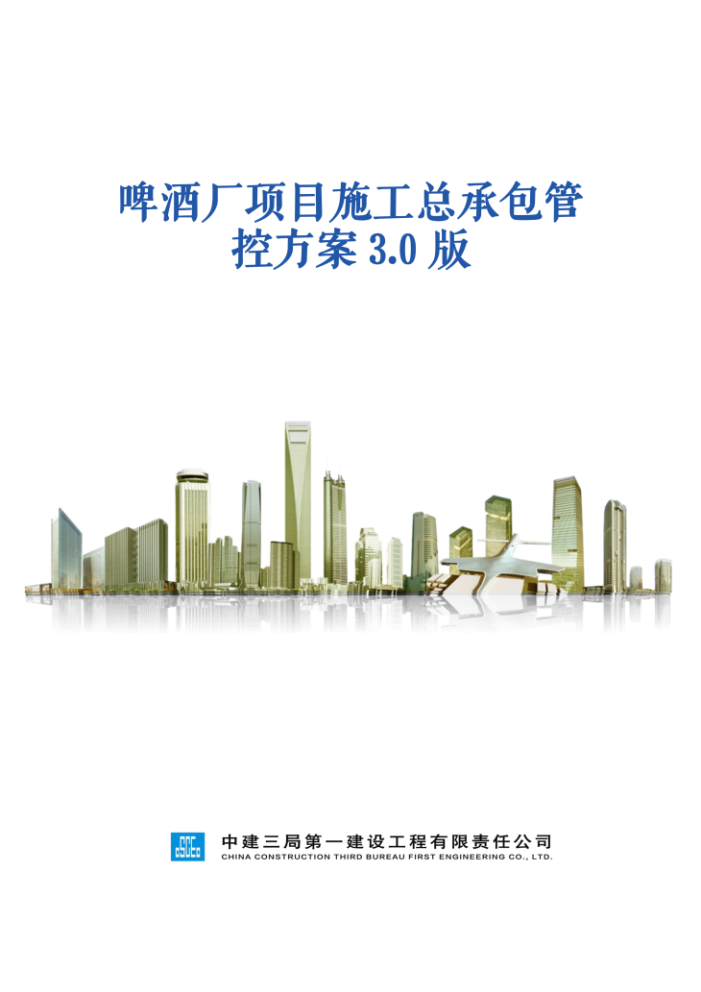 啤酒厂项目施工总承包管
控方案 3.0 版
中建三局第一建设工程有限责任公司
CHINA CONSTRUCTION THIRD BUREAU FIRST ENGINEERING CO., LTD.